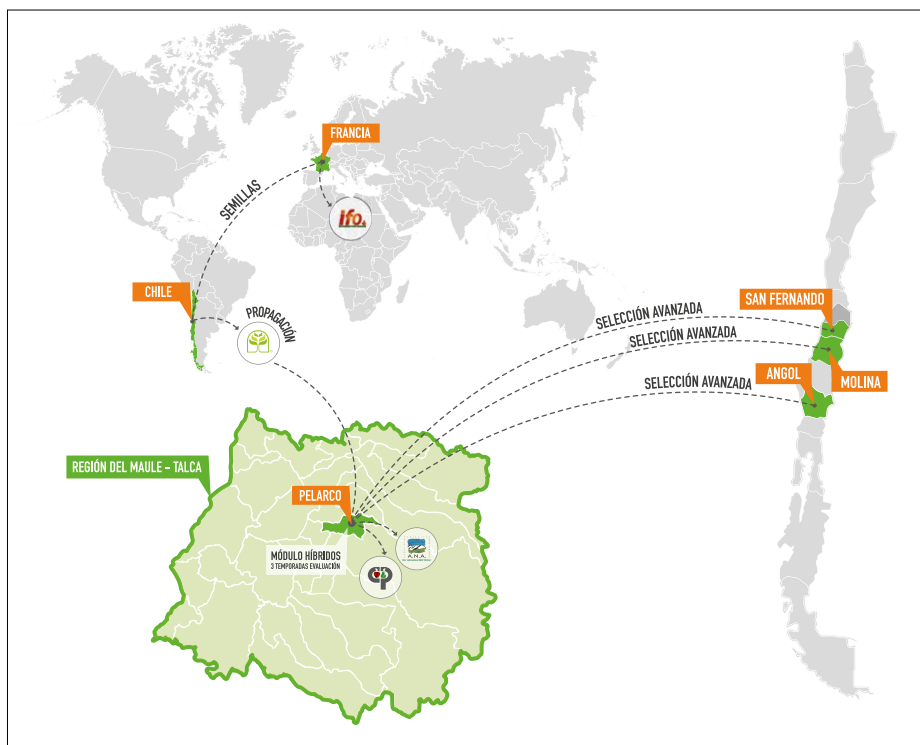 FRANCIA
SEMILLAS
ifo.
CHILE
PROPAGACIÓN
SAN FERNANDO
SELECCIÓN AVANZADA
SELECCIÓN AVANZADA
ANGOL
MOLINA
SELECCIÓN AVANZADA
REGIÓN DEL MAULE - TALCA
PELARCO
MÓDULO HÍBRIDOS
3 TEMPORADAS EVALUACIÓN
A.N.A.